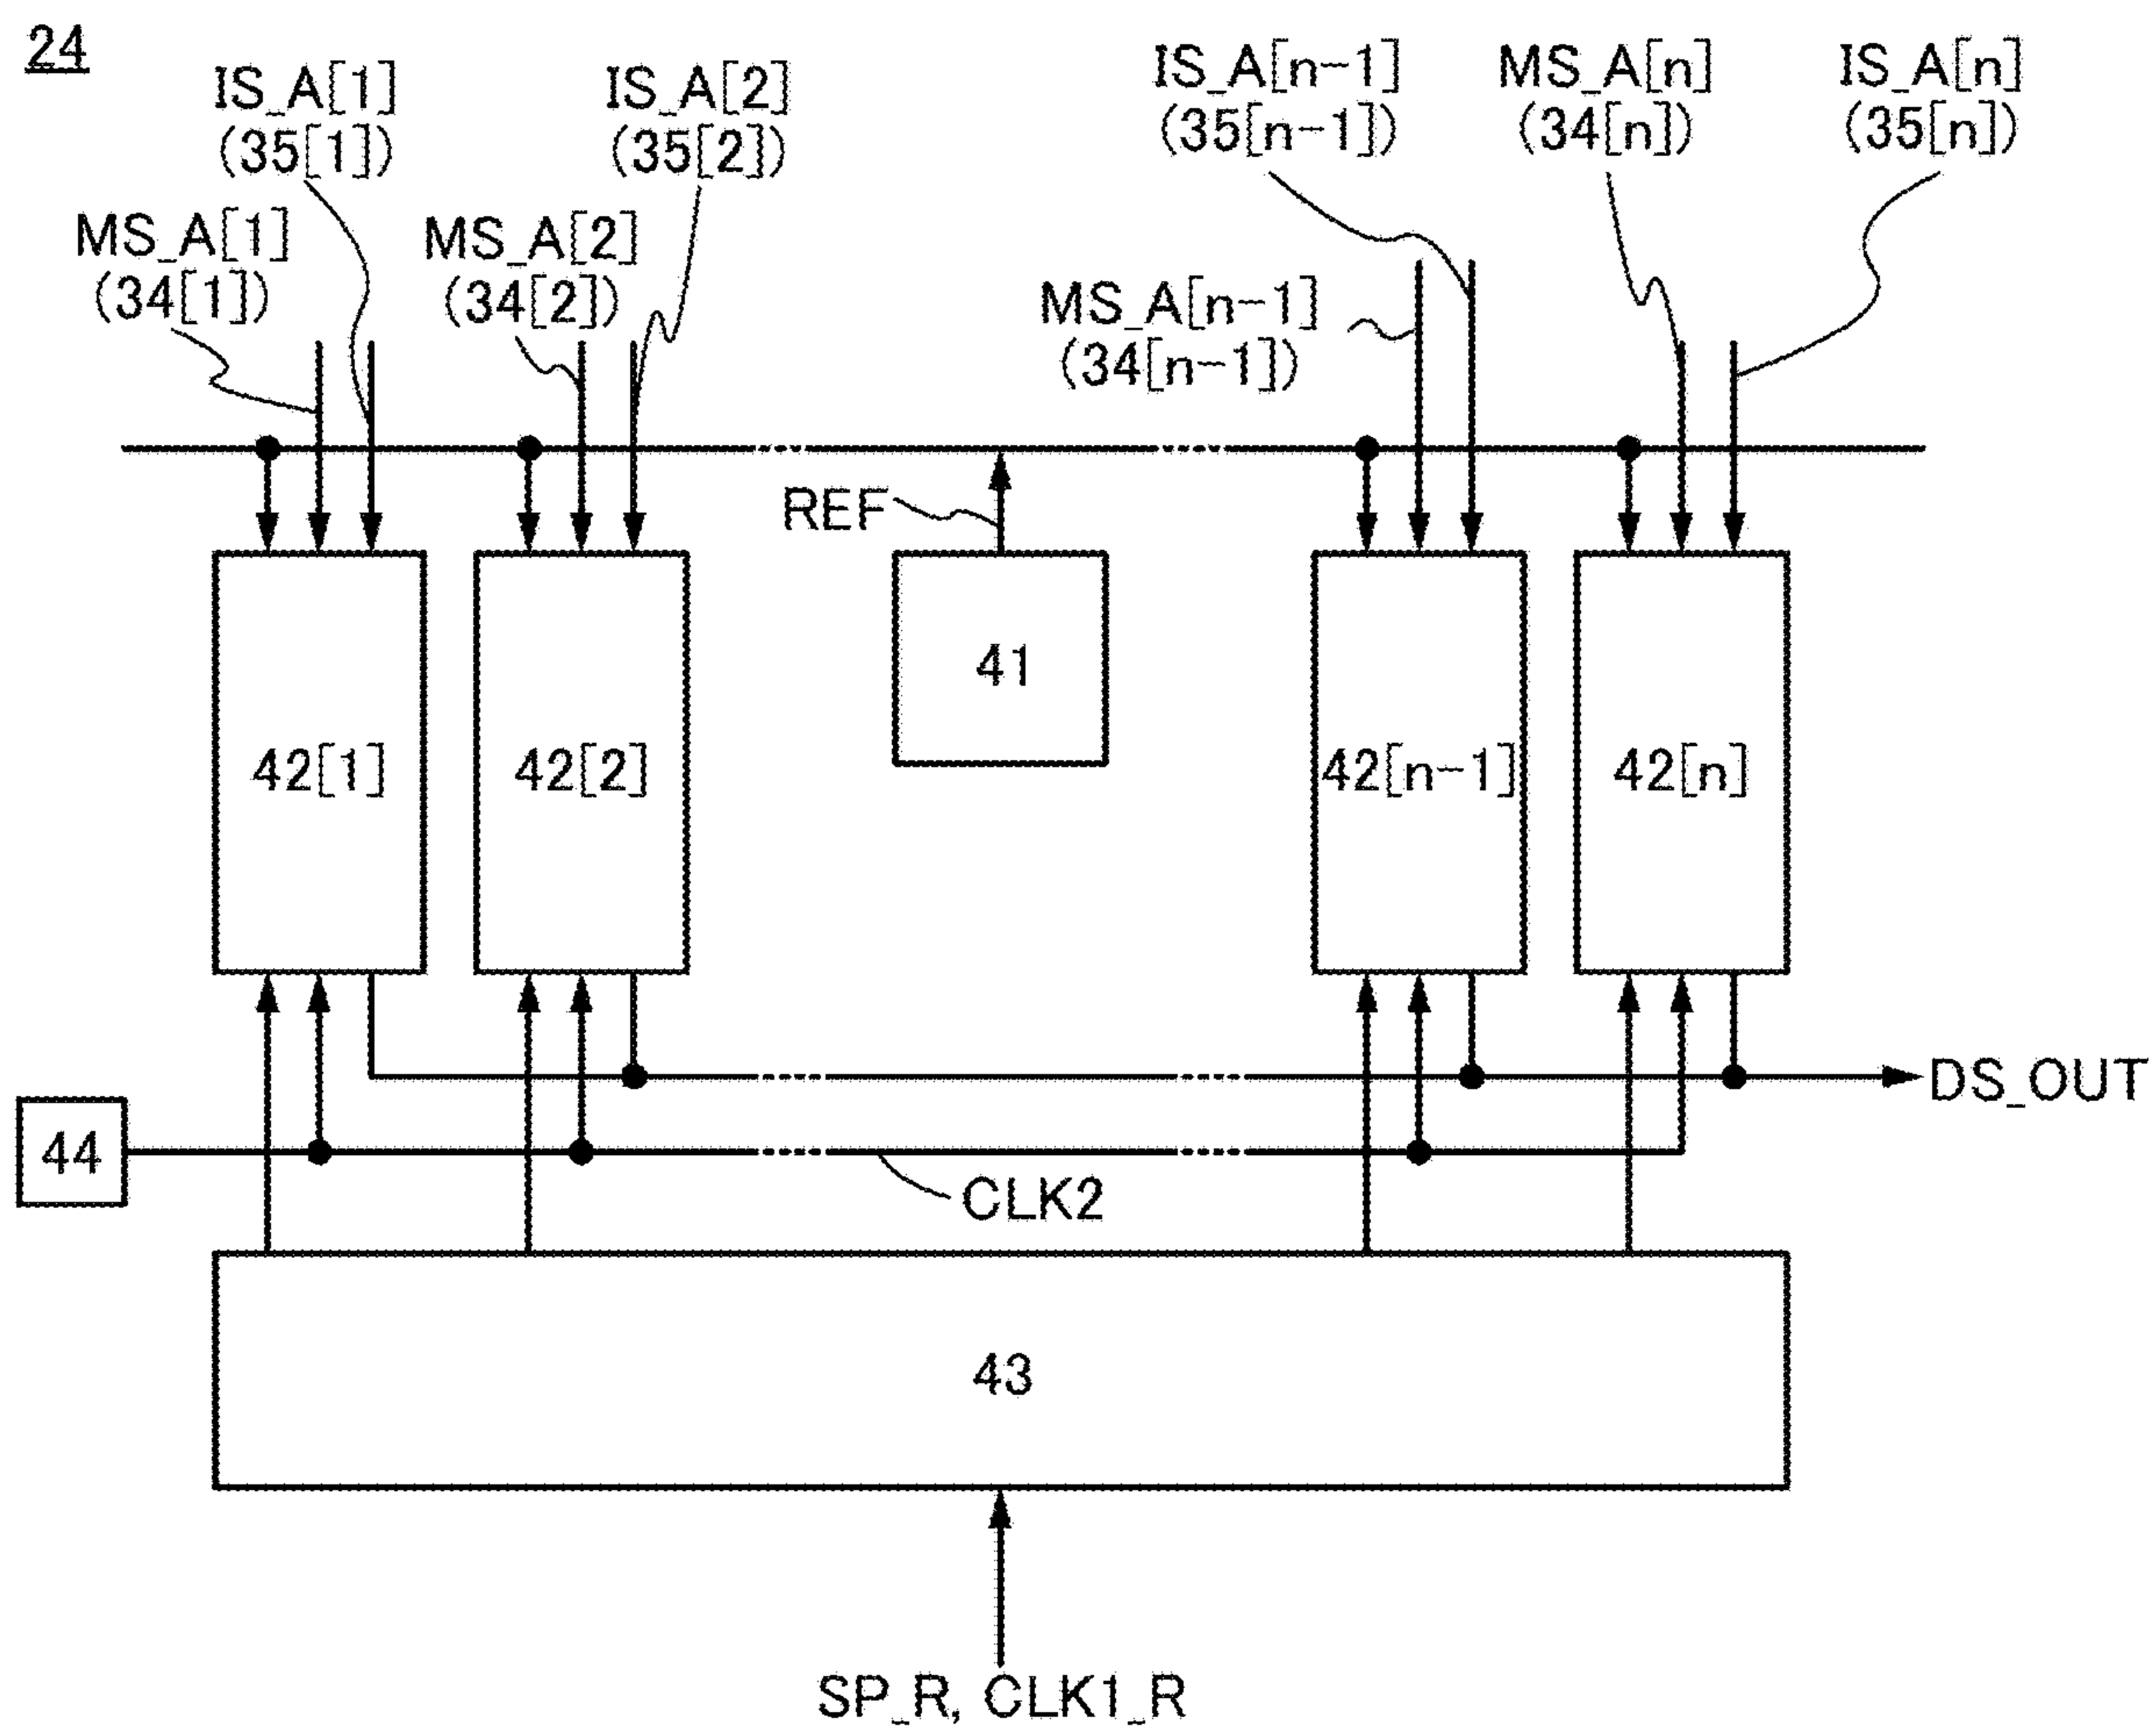 24
IS_A[1]
(35[1])
IS_A[2]
(35[2])
IS_A[n-1]
(35[n-1])
MS_A[n]
(34[n])
IS_A[n]
(35[n])
MS_A[1]
(34[1])
MS_A[2]
(34[2])
MS_A[n-1]
(34[n-1])
REF
41
42[1]
42[2]
42[n-1]
42[n]
DS_OUT
44
CLK2
43
SP_R, CLK1_R